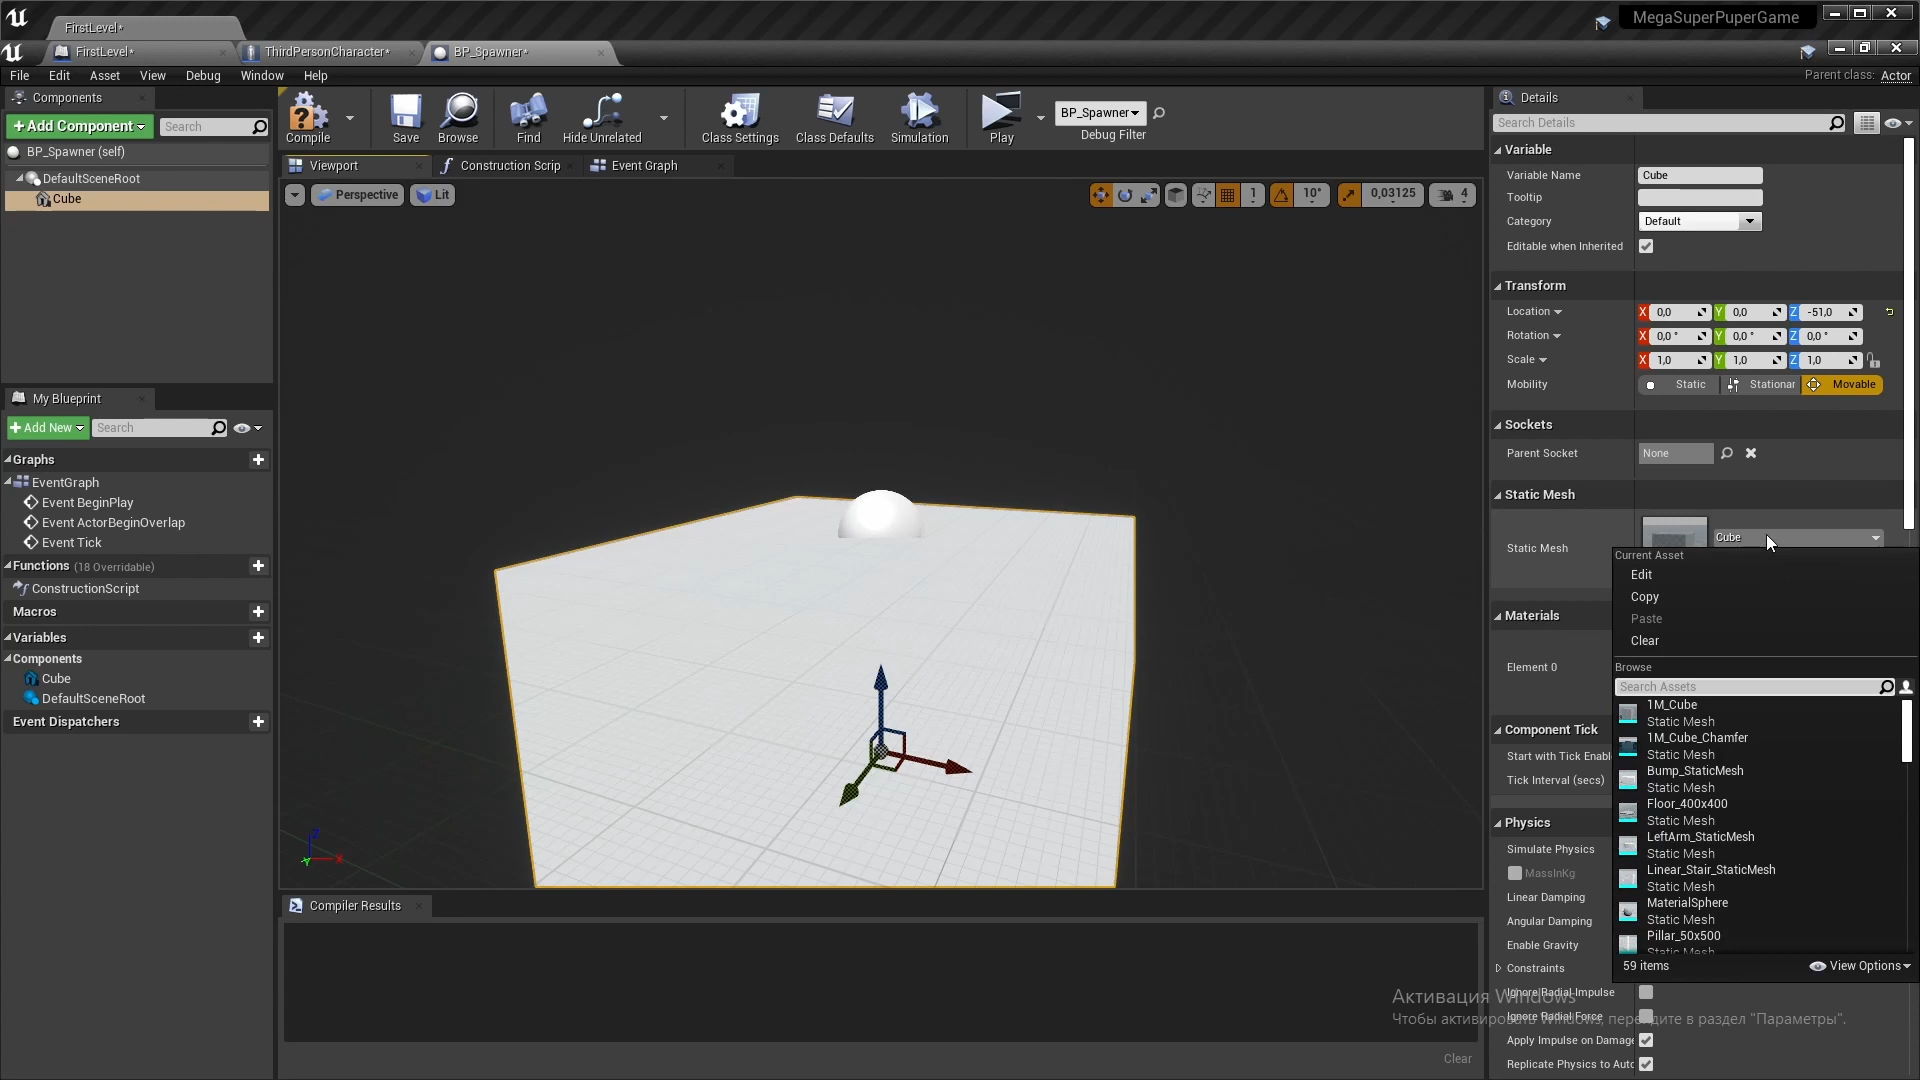 FirstLevel*
MegaSuperPuperGame
FirstLevel*
ThirdPersonCharacter*
BP_Spawner*
File Edit Asset View Debug Window Help
Parent class: Actor
Components
+ Add Component
Search
BP_Spawner (self)
DefaultSceneRoot
Cube
My Blueprint
+ Add New
Search
Graphs
EventGraph
Event BeginPlay
Event ActorBeginOverlap
Event Tick
Functions (18 Overridable)
ConstructionScript
Macros
Variables
Components
Cube
DefaultSceneRoot
Event Dispatchers
Compile
Save
Browse
Find
Hide Unrelated
Class Settings
Class Defaults
Simulation
Play
BP_Spawner
Debug Filter
Viewport
Construction Scrip
Event Graph
Perspective
Lit
1
10°
0,03125
4
Z
X
Y
Compiler Results
Clear
Details
Search Details
Variable
Variable Name Cube
Tooltip
Category Default
Editable when Inherited
Transform
Location X 0,0 Y 0,0 Z -51,0
Rotation X 0,0 ° Y 0,0 ° Z 0,0 °
Scale X 1,0 Y 1,0 Z 1,0
Mobility Static Stationar Movable
Sockets
Parent Socket None
Static Mesh
Static Mesh Cube
Materials
Element 0
Component Tick
Start with Tick Enabl
Tick Interval (secs)
Physics
Simulate Physics
MassInKg
Linear Damping
Angular Damping
Enable Gravity
Constraints
Ignore Radial Impulse
Ignore Radial Force
Apply Impulse on Damage
Replicate Physics to Auto
Current Asset
Edit
Copy
Paste
Clear
Browse
Search Assets
1M_Cube
Static Mesh
1M_Cube_Chamfer
Static Mesh
Bump_StaticMesh
Static Mesh
Floor_400x400
Static Mesh
LeftArm_StaticMesh
Static Mesh
Linear_Stair_StaticMesh
Static Mesh
MaterialSphere
Static Mesh
Pillar_50x500
Static Mesh
59 items
View Options
Активация Windows
Чтобы активировать Windows, перейдите в раздел "Параметры".